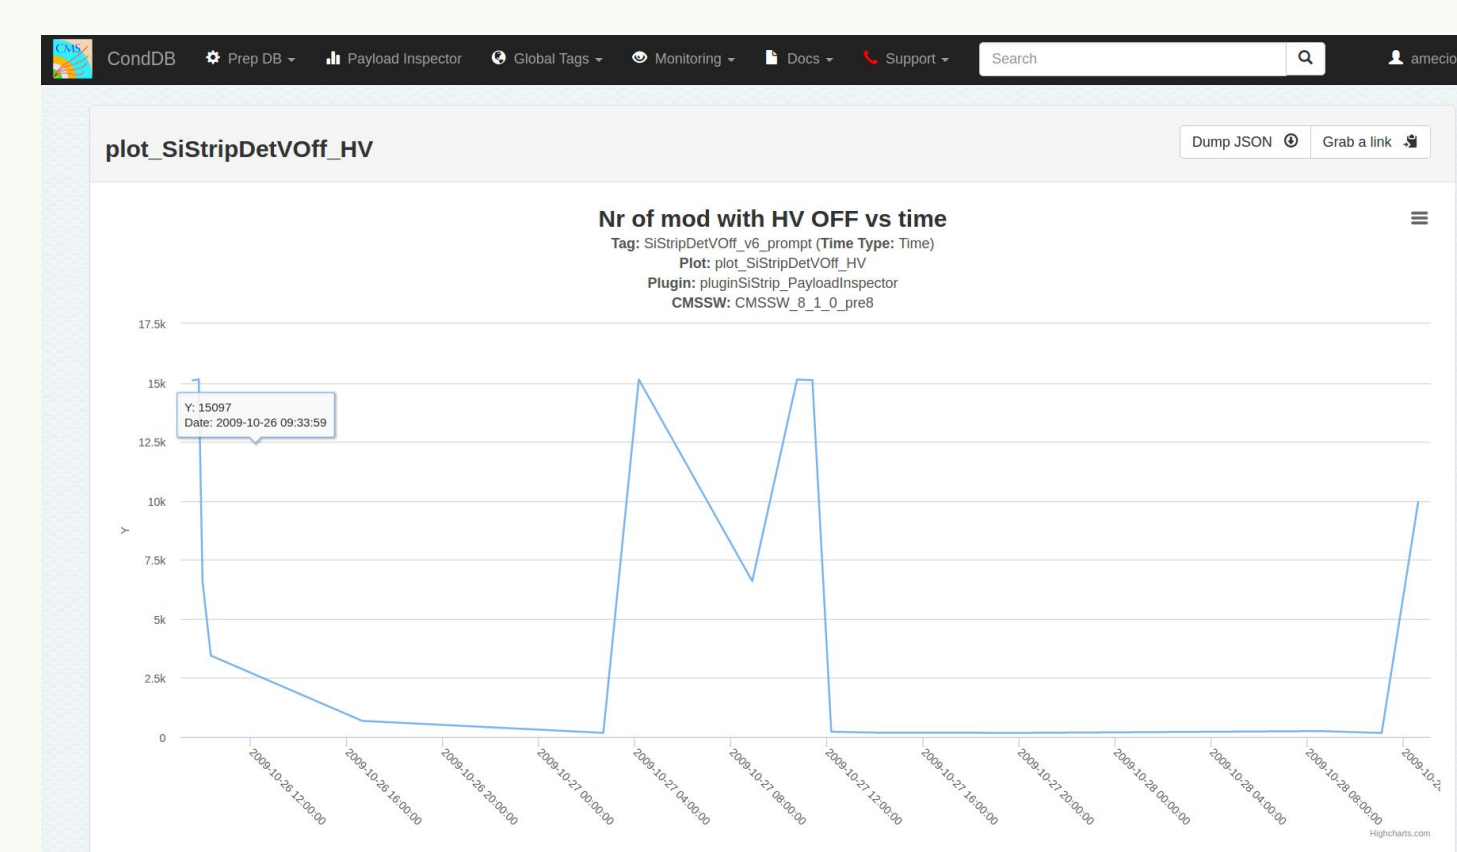 CMS
CondDB Prep DB Payload Inspector Global Tags Monitoring Docs Support Search amecio
plot_SiStripDetVOff_HV
Dump JSON Grab a link
Nr of mod with HV OFF vs time
Tag: SiStripDetVOff_v6_prompt (Time Type: Time)
Plot: plot_SiStripDetVOff_HV
Plugin: pluginSiStrip_PayloadInspector
CMSSW: CMSSW_8_1_0_pre8
17.5k
15k
Y: 15097
Date: 2009-10-26 09:33:59
12.5k
10k
Y
7.5k
5k
2.5k
0
2009-10-26 12:00:00
2009-10-26 16:00:00
2009-10-26 20:00:00
2009-10-27 00:00:00
2009-10-27 04:00:00
2009-10-27 08:00:00
2009-10-27 12:00:00
2009-10-27 16:00:00
2009-10-27 20:00:00
2009-10-28 00:00:00
2009-10-28 04:00:00
2009-10-28 08:00:00
Highcharts.com